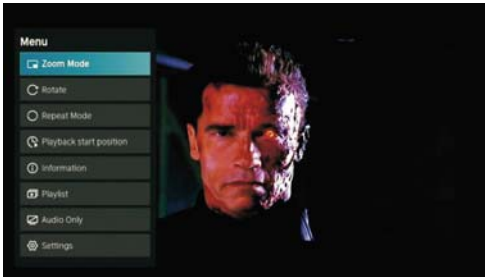 Menu
Zoom Mode
Rotate
Repeat Mode
Playback start position
Information
Playlist
Audio Only
Settings